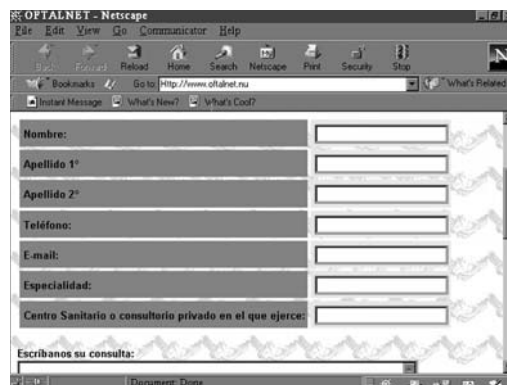 OFTALNET - Netscape
File Edit View Go Communicator Help
Back Forward Reload Home Search Netscape Print Security Stop
Bookmarks Go to: Http://www.oftalnet.nu What's Related
Instant Message What's New? What's Cool?
Nombre:
Apellido 1º
Apellido 2º
Teléfono:
E-mail:
Especialidad:
Centro Sanitario o consultorio privado en el que ejerce:
Escríbanos su consulta:
Document: Done